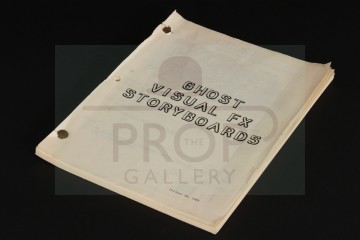 GHOST
VISUAL FX
STORYBOARDS
THE
PROP
GALLERY